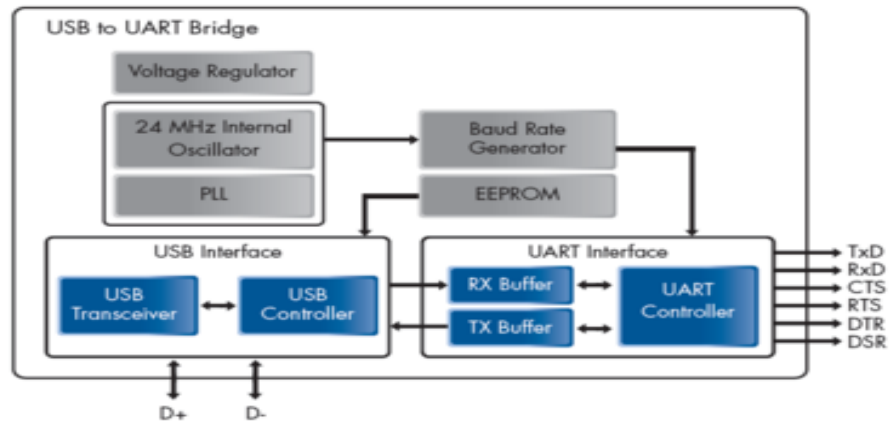 USB to UART Bridge
Voltage Regulator
24 MHz Internal
Oscillator
PLL
Baud Rate
Generator
EEPROM
USB Interface
USB
Transceiver
USB
Controller
UART Interface
RX Buffer
TX Buffer
UART
Controller
TxD
RxD
CTS
RTS
DTR
DSR
D+
D-